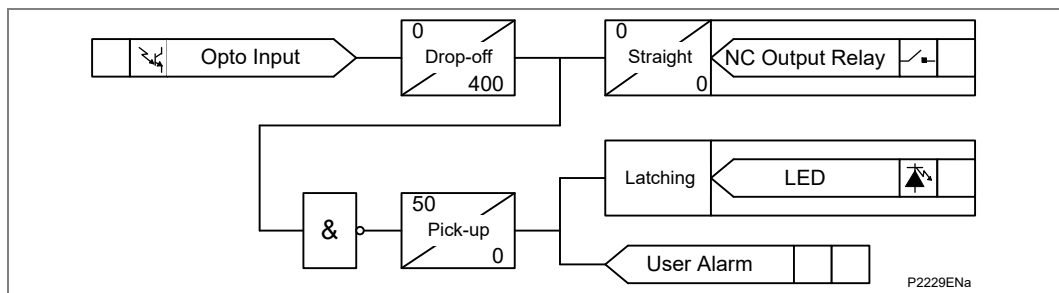 Opto Input
0
Drop-off
400
0
Straight
0
NC Output Relay
&
50
Pick-up
0
Latching
LED
User Alarm
P2229ENa